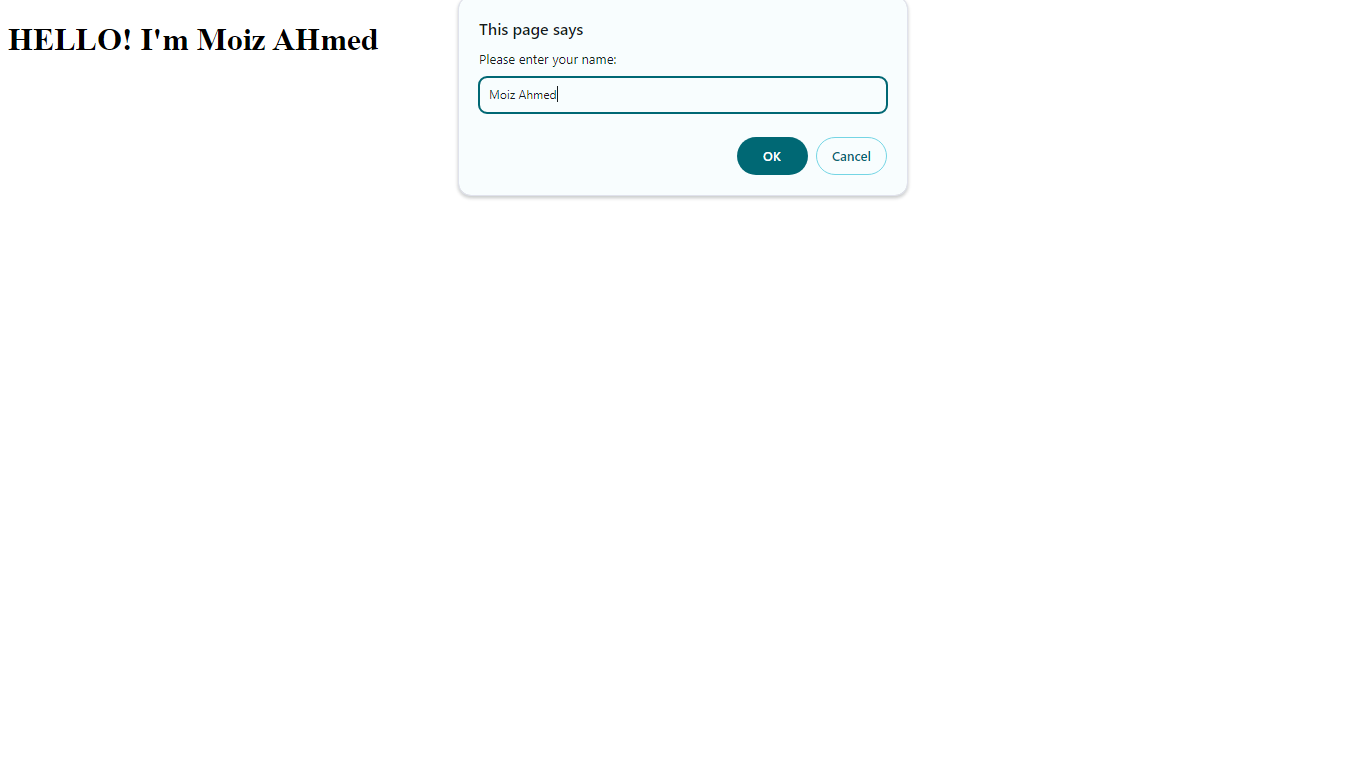 HELLO! I'm Moiz AHmed
This page says
Please enter your name:
Moiz Ahmed
OK
Cancel